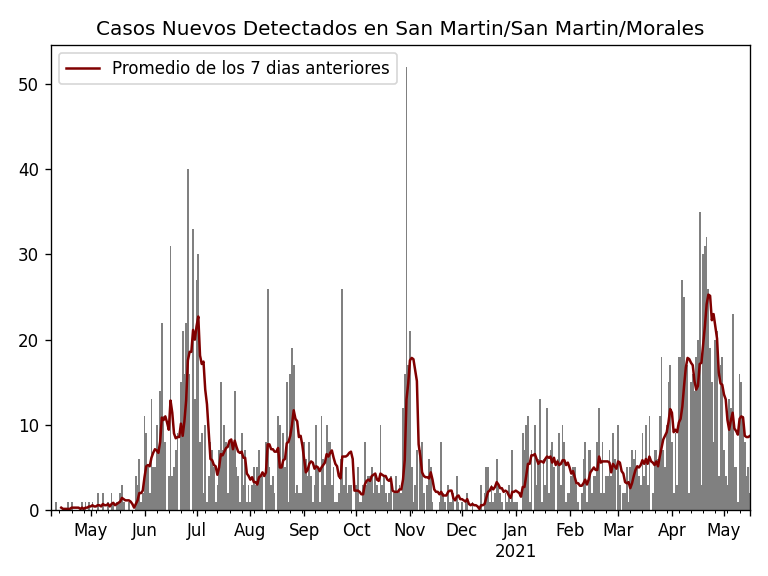 Casos Nuevos Detectados en San Martin/San Martin/Morales
Promedio de los 7 dias anteriores
50
40
30
20
10
0
May Jun Jul Aug Sep Oct Nov Dec Jan Feb Mar Apr May
2021